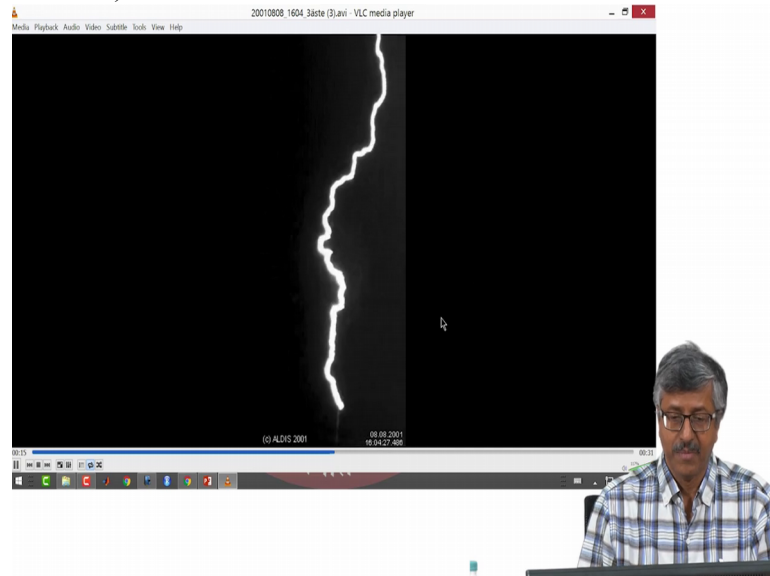 20010808_1604_3äste (3).avi - VLC media player
Media Playback Audio Video Subtitle Tools View Help
(c) ALDIS 2001
08.08.2001
16:04:27.486
00:15
00:31